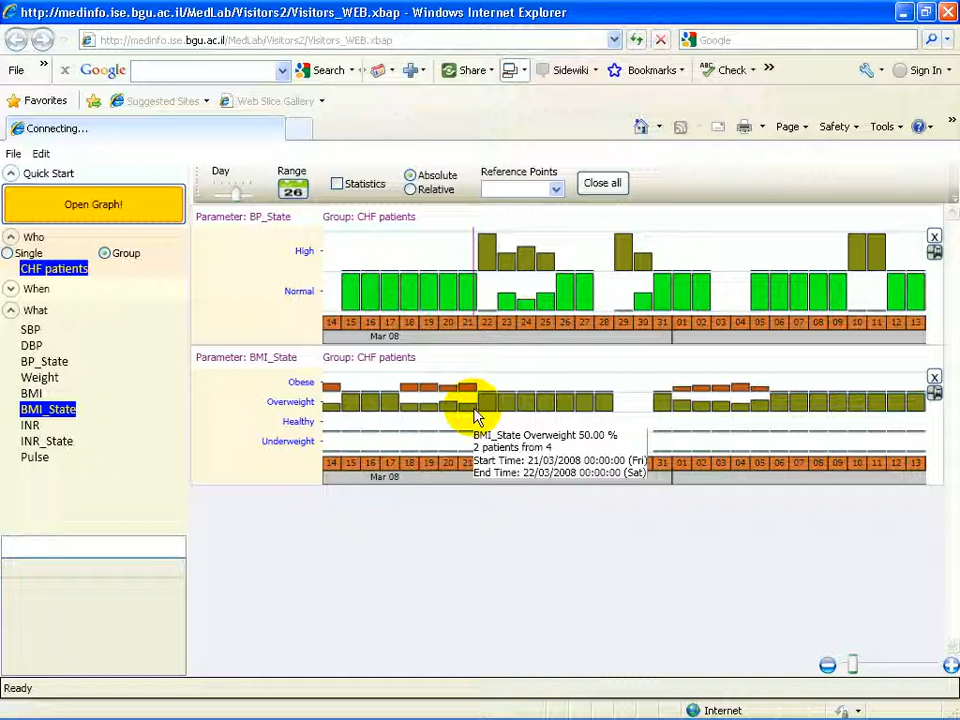 http://medinfo.ise.bgu.ac.il/MedLab/Visitors2/Visitors_WEB.xbap - Windows Internet Explorer
http://medinfo.ise.bgu.ac.il/MedLab/Visitors2/Visitors_WEB.xbap
Google
File » x Google Search Share Sidewiki Bookmarks ABC Check » Sign In
Favorites Suggested Sites Web Slice Gallery
Connecting...
Page Safety Tools »
File Edit
Quick Start
Open Graph!
Who
Single Group
CHF patients
When
What
SBP
DBP
BP_State
Weight
BMI
BMI_State
INR
INR_State
Pulse
Day Range 26 Statistics Absolute Relative Reference Points Close all
Parameter: BP_State Group: CHF patients
X
High
Normal
14 15 16 17 18 19 20 21 22 23 24 25 26 27 28 29 30 31 01 02 03 04 05 06 07 08 09 10 11 12 13
Mar 08
Parameter: BMI_State Group: CHF patients
X
Obese
Overweight
Healthy
Underweight
BMI_State Overweight 50.00 %
2 patients from 4
Start Time: 21/03/2008 00:00:00 (Fri)
End Time: 22/03/2008 00:00:00 (Sat)
14 15 16 17 18 19 20 21 31 01 02 03 04 05 06 07 08 09 10 11 12 13
Mar 08
Ready
Internet